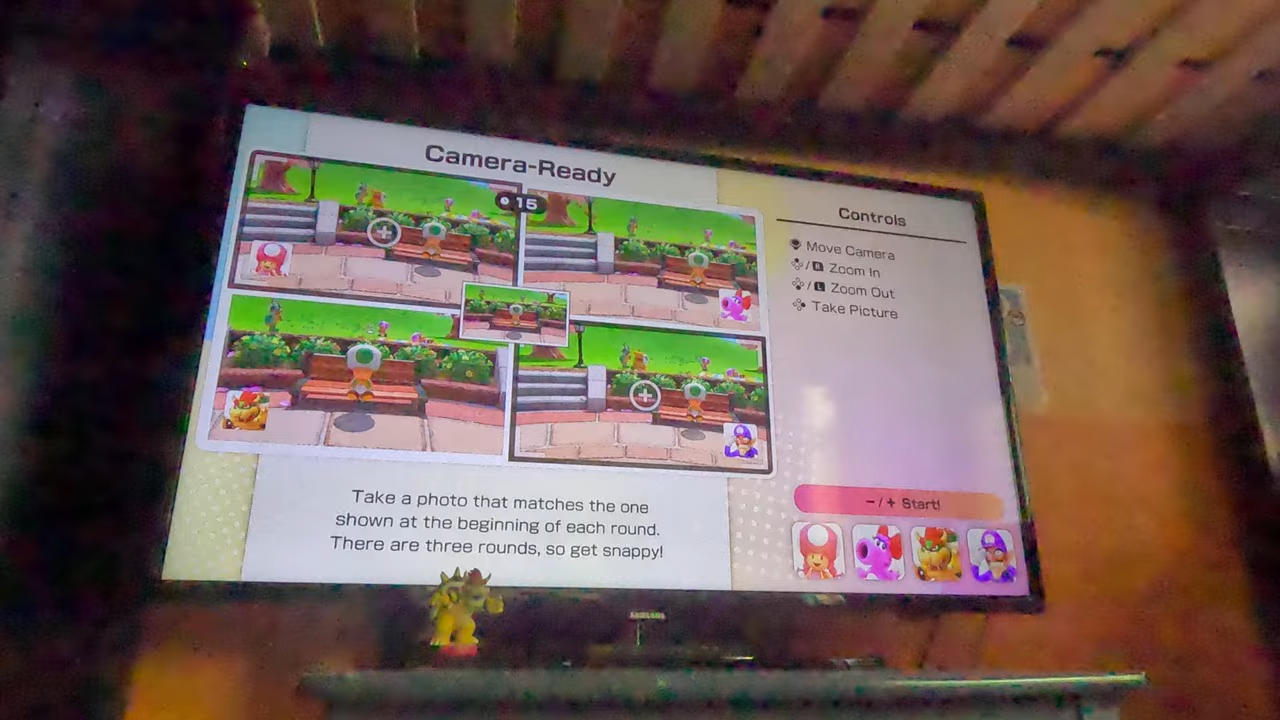 Camera-Ready
15
Controls
Move Camera
/ R Zoom In
/ L Zoom Out
Take Picture
Take a photo that matches the one
shown at the beginning of each round.
There are three rounds, so get snappy!
- / + Start!
SAMSUNG